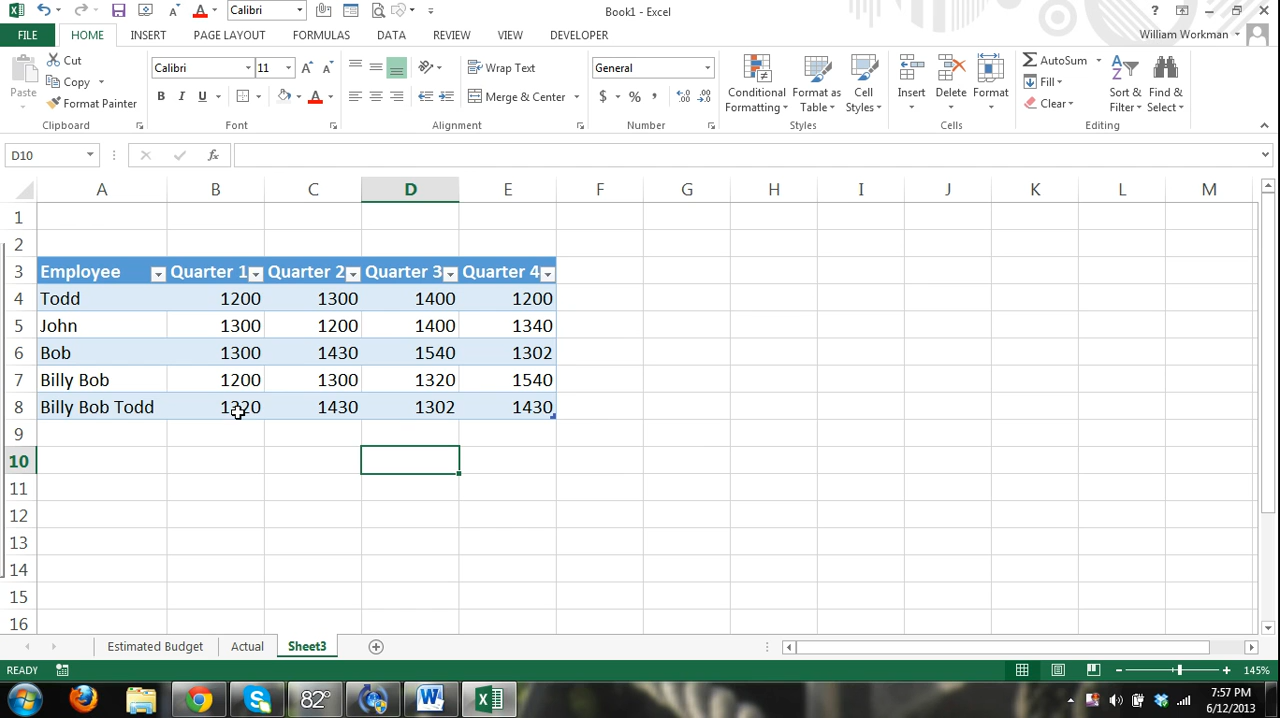 Calibri
Book1 - Excel
FILE HOME INSERT PAGE LAYOUT FORMULAS DATA REVIEW VIEW DEVELOPER William Workman
Paste Cut
Copy
Format Painter
Calibri 11
B I U
Wrap Text
Merge & Center
General
$ % ,
Conditional Formatting
Format as Table
Cell Styles
Insert Delete Format
AutoSum
Fill
Clear
Sort & Filter
Find & Select
Clipboard Font Alignment Number Styles Cells Editing
D10 fx
A B C D E F G H I J K L M
1
2
3 Employee Quarter 1 Quarter 2 Quarter 3 Quarter 4
4 Todd 1200 1300 1400 1200
5 John 1300 1200 1400 1340
6 Bob 1300 1430 1540 1302
7 Billy Bob 1200 1300 1320 1540
8 Billy Bob Todd 1320 1430 1302 1430
9
10
11
12
13
14
15
16
Estimated Budget Actual Sheet3
READY 145%
82°
7:57 PM
6/12/2013